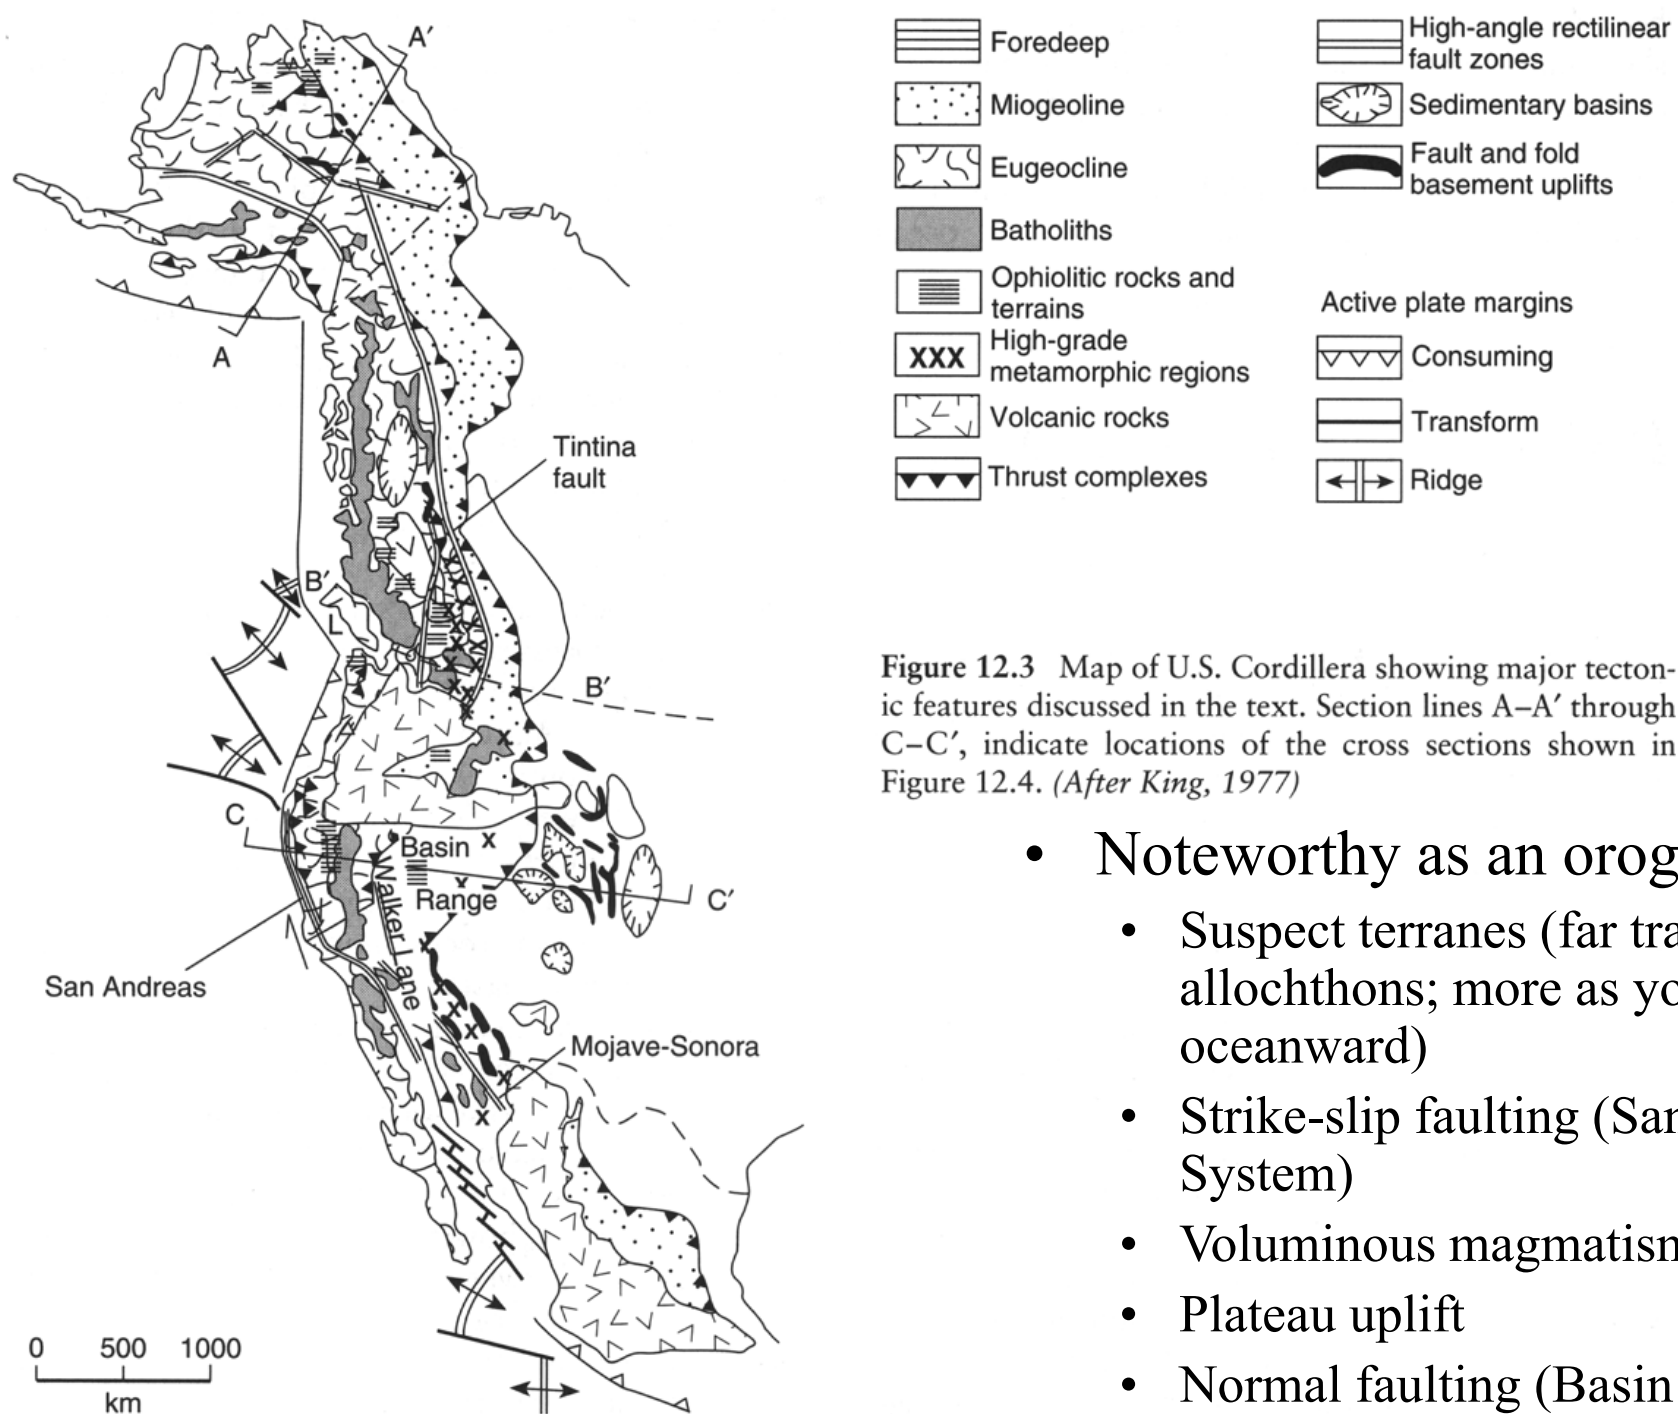 A'
A
Tintina
fault
B'
L
B'
C
Basin
Range
Walker Lane
C'
San Andreas
Mojave-Sonora
0 500 1000
km
Foredeep
Miogeoline
Eugeocline
Batholiths
Ophiolitic rocks and
terrains
XXX
High-grade
metamorphic regions
Volcanic rocks
Thrust complexes
High-angle rectilinear
fault zones
Sedimentary basins
Fault and fold
basement uplifts
Active plate margins
Consuming
Transform
Ridge
Figure 12.3 Map of U.S. Cordillera showing major tecton-
ic features discussed in the text. Section lines A–A′ through
C–C′, indicate locations of the cross sections shown in
Figure 12.4. (After King, 1977)
• Noteworthy as an orog
• Suspect terranes (far tra
allochthons; more as yo
oceanward)
• Strike-slip faulting (San
System)
• Voluminous magmatism
• Plateau uplift
• Normal faulting (Basin